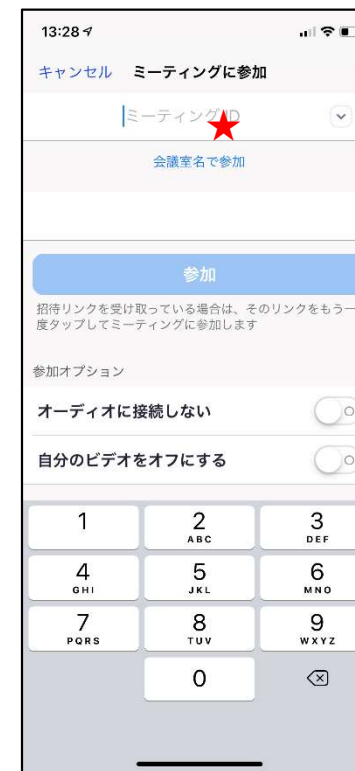 13:28
キャンセル ミーティングに参加
ミーティングID
会議室名で参加
参加
招待リンクを受け取っている場合は、そのリンクをもう一
度タップしてミーティングに参加します
参加オプション
オーディオに接続しない
自分のビデオをオフにする
1 2 3
ABC DEF
4 5 6
GHI JKL MNO
7 8 9
PQRS TUV WXYZ
0